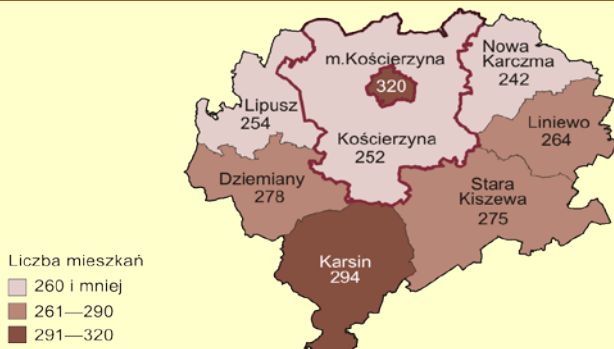 m.Kościerzyna
320
Nowa
Karczma
242
Lipusz
254
Liniewo
264
Kościerzyna
252
Dziemiany
278
Stara
Kiszewa
275
Karsin
294
Liczba mieszkań
260 i mniej
261—290
291—320